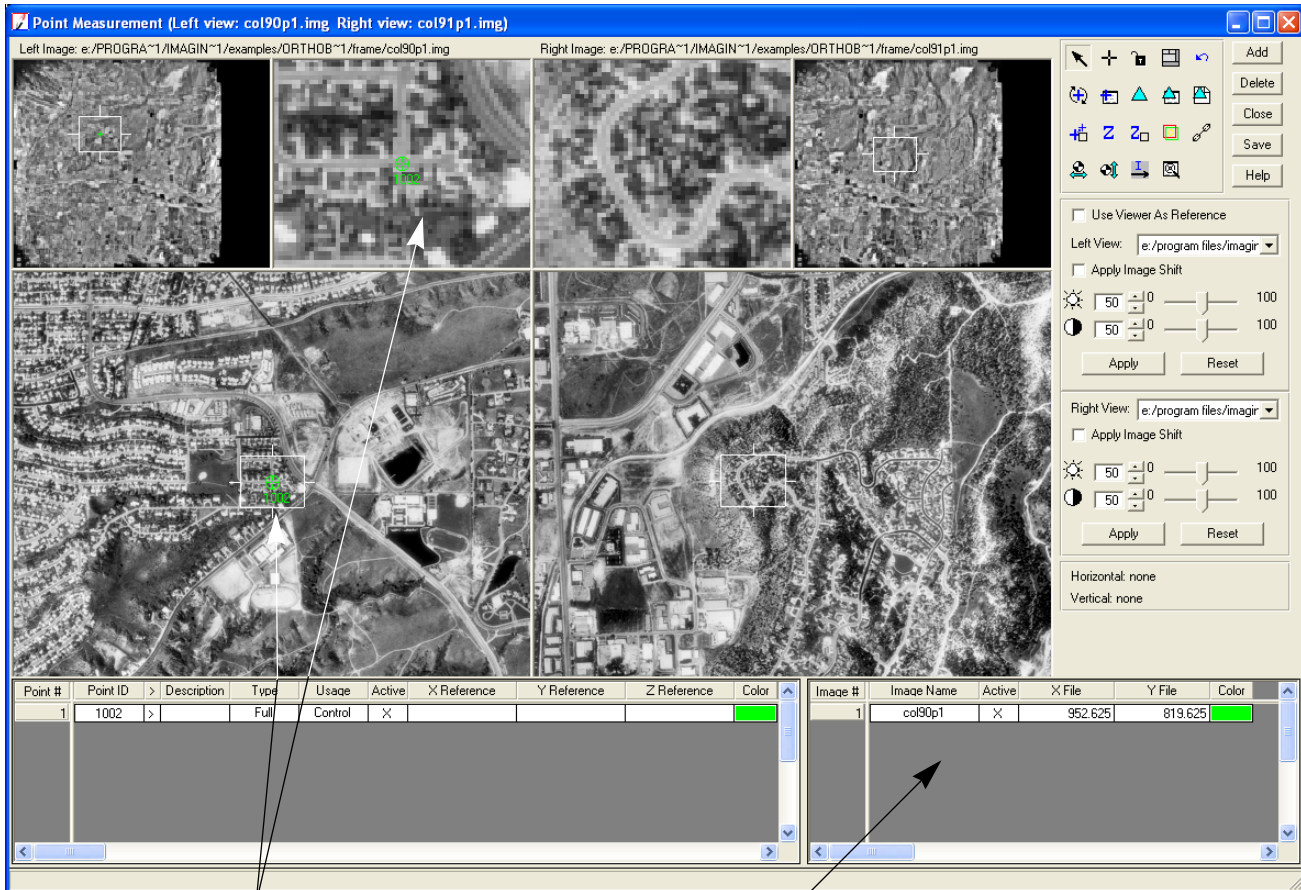 Point Measurement (Left view: col90p1.img Right view: col91p1.img)
Left Image: e:/PROGRA~1/IMAGIN~1/examples/ORTHOB~1/frame/col90p1.img
Right Image: e:/PROGRA~1/IMAGIN~1/examples/ORTHOB~1/frame/col91p1.img
1002
1002
Add
Delete
Close
Save
Help
Z Z
Use Viewer As Reference
Left View: e:/program files/imagir
Apply Image Shift
50 0 100
50 0 100
Apply Reset
Right View: e:/program files/imagir
Apply Image Shift
50 0 100
50 0 100
Apply Reset
Horizontal: none
Vertical: none
Point # Point ID > Description Type Usage Active X Reference Y Reference Z Reference Color
1 1002 > Full Control X
Image # Image Name Active X File Y File Color
1 col90p1 X 952.625 819.625